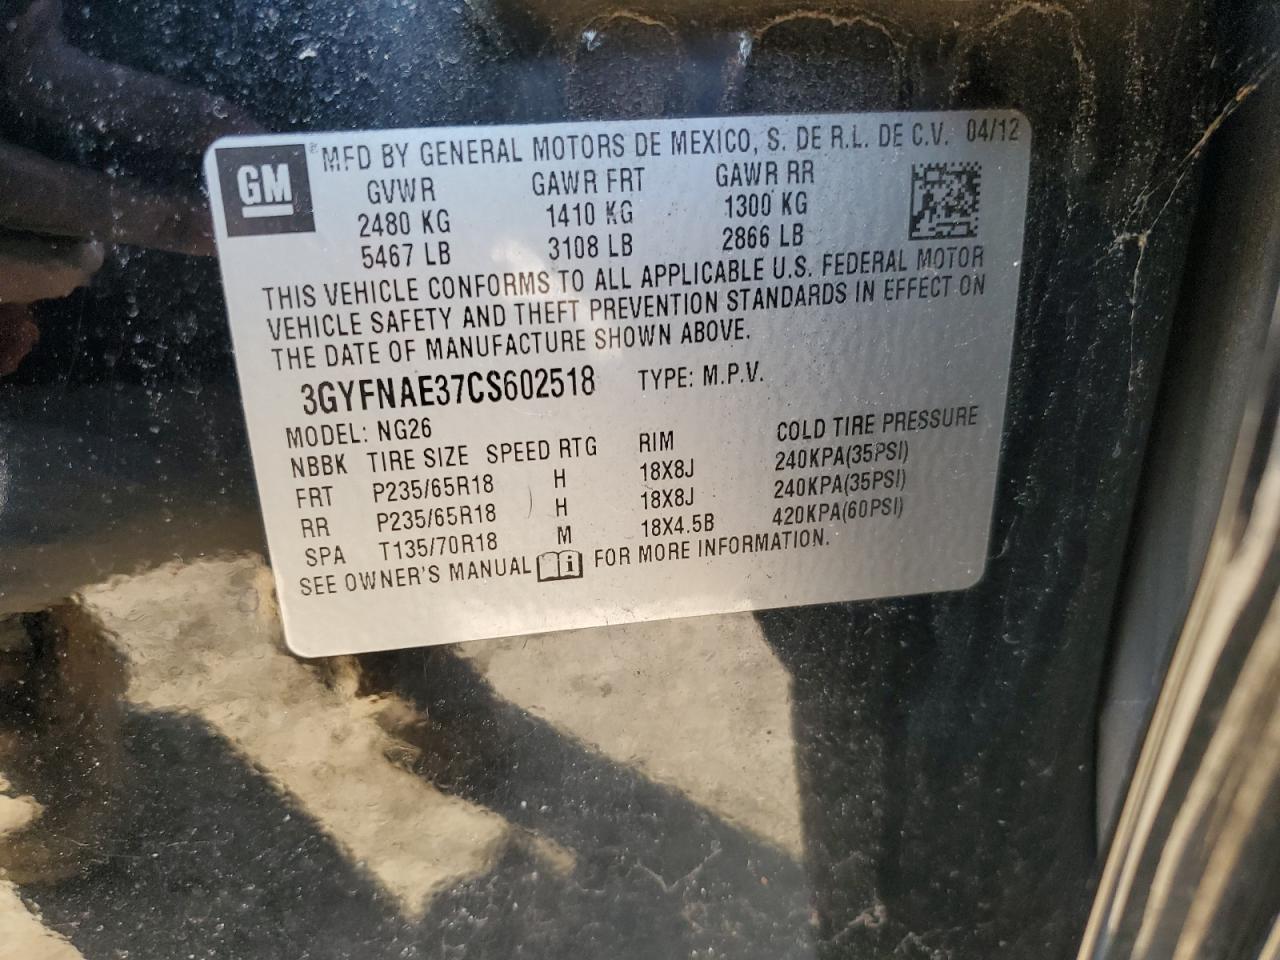 GM ® MFD BY GENERAL MOTORS DE MEXICO, S. DE R.L. DE C.V. 04/12
GVWR GAWR FRT GAWR RR
2480 KG 1410 KG 1300 KG
5467 LB 3108 LB 2866 LB
THIS VEHICLE CONFORMS TO ALL APPLICABLE U.S. FEDERAL MOTOR
VEHICLE SAFETY AND THEFT PREVENTION STANDARDS IN EFFECT ON
THE DATE OF MANUFACTURE SHOWN ABOVE.
3GYFNAE37CS602518 TYPE: M.P.V.
MODEL: NG26
NBBK TIRE SIZE SPEED RTG RIM COLD TIRE PRESSURE
FRT P235/65R18 H 18X8J 240KPA(35PSI)
RR P235/65R18 H 18X8J 240KPA(35PSI)
SPA T135/70R18 M 18X4.5B 420KPA(60PSI)
SEE OWNER'S MANUAL i FOR MORE INFORMATION.